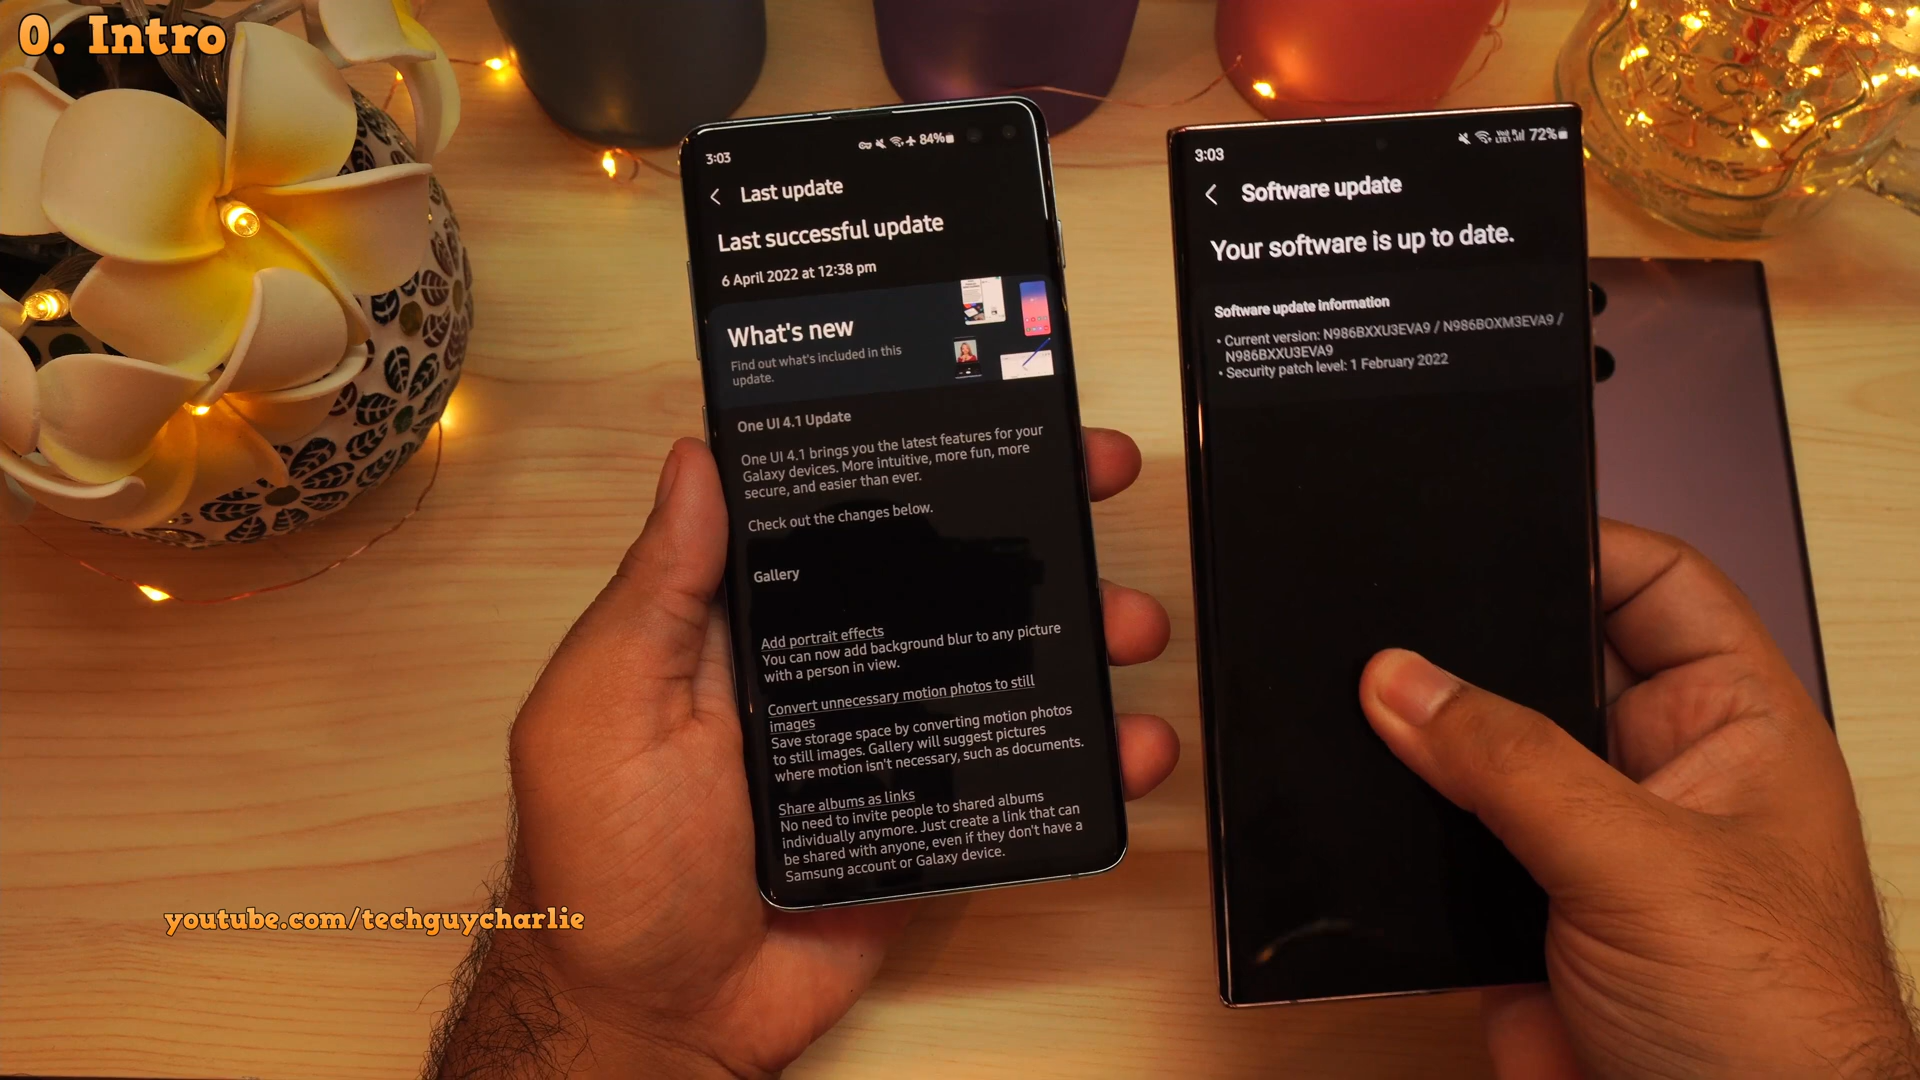 0. Intro
3:03
84%
Last update
Last successful update
6 April 2022 at 12:38 pm
What's new
Find out what's included in this
update.
One UI 4.1 Update
One UI 4.1 brings you the latest features for your
Galaxy devices. More intuitive, more fun, more
secure, and easier than ever.
Check out the changes below.
Gallery
Add portrait effects
You can now add background blur to any picture
with a person in view.
Convert unnecessary motion photos to still
images
Save storage space by converting motion photos
to still images. Gallery will suggest pictures
where motion isn't necessary, such as documents.
Share albums as links
No need to invite people to shared albums
individually anymore. Just create a link that can
be shared with anyone, even if they don't have a
Samsung account or Galaxy device.
3:03
72%
Software update
Your software is up to date.
Software update information
• Current version: N986BXXU3EVA9 / N986BOXM3EVA9 /
N986BXXU3EVA9
• Security patch level: 1 February 2022
youtube.com/techguycharlie